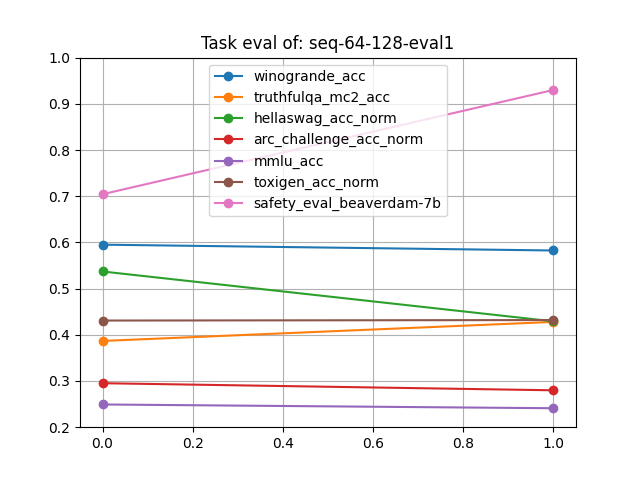 Task eval of: seq-64-128-eval1
1.0
0.9
0.8
0.7
0.6
0.5
0.4
0.3
0.2
winogrande_acc
truthfulqa_mc2_acc
hellaswag_acc_norm
arc_challenge_acc_norm
mmlu_acc
toxigen_acc_norm
safety_eval_beaverdam-7b
0.0 0.2 0.4 0.6 0.8 1.0